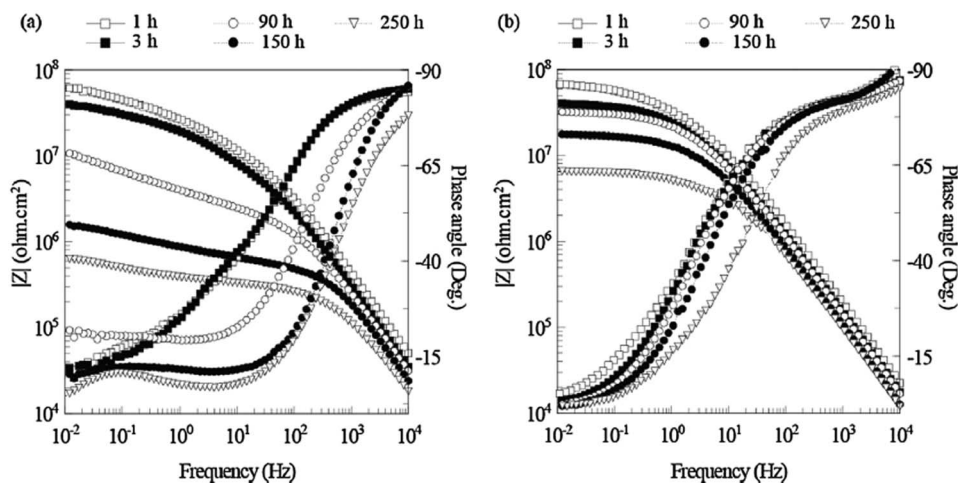 (a) 1 h 90 h 250 h
3 h 150 h
10^8 -90
10^7 -65
10^6 -40
10^5 -15
10^4
|Z| (ohm.cm²)
Phase angle (Deg.)
10^-2 10^-1 10^0 10^1 10^2 10^3 10^4
Frequency (Hz)
(b) 1 h 90 h 250 h
3 h 150 h
10^8 -90
10^7 -65
10^6 -40
10^5 -15
10^4
|Z| (ohm.cm²)
Phase angle (Deg.)
10^-2 10^-1 10^0 10^1 10^2 10^3 10^4
Frequency (Hz)